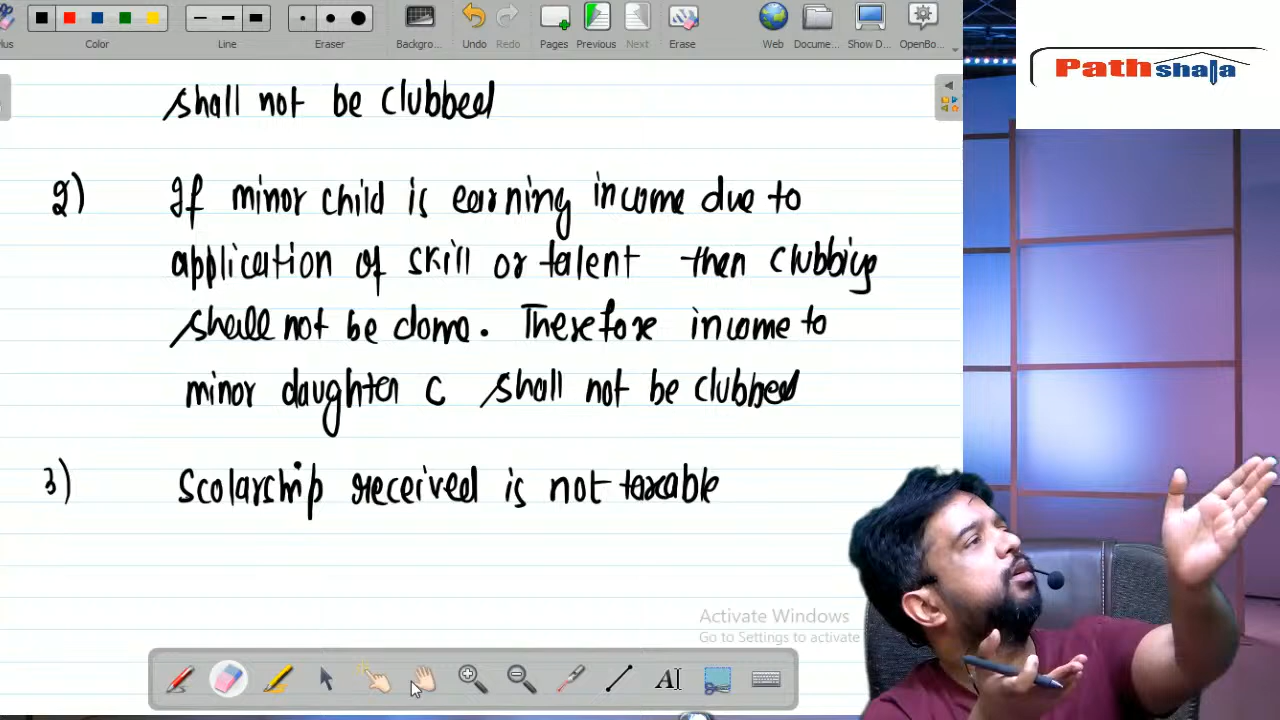 Color
Line
Eraser
Backgro...
Undo
Redo
Pages
Previous
Next
Erase
Web
Docume...
Show D...
OpenBo...
Path shala
shall not be clubbed
2) If minor child is earning income due to
application of skill or talent then clubbing
shall not be done. Therefore income to
minor daughter C shall not be clubbed
3) Scolarship received is not taxable
Activate Windows
Go to Settings to activate